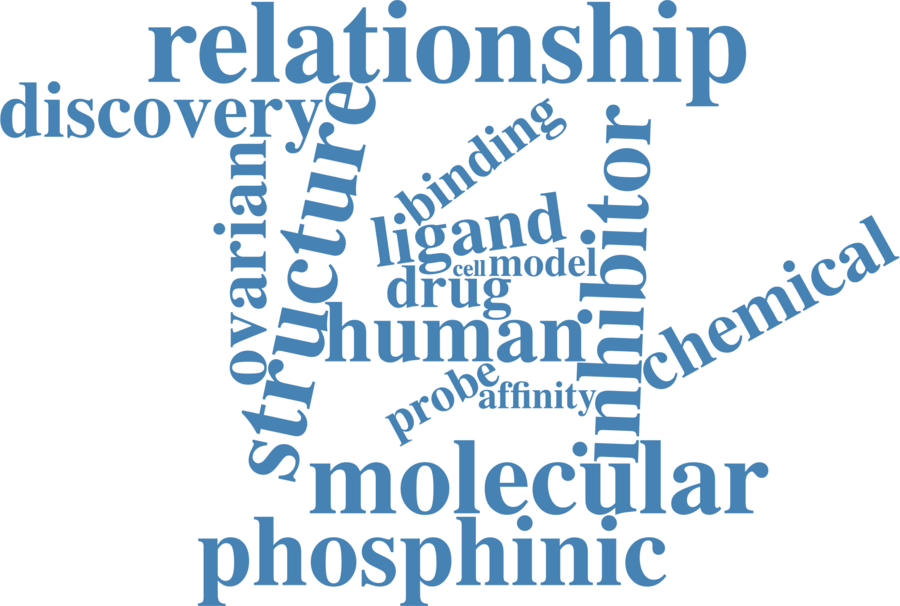 relationship
discovery
structure
ovarian
binding
inhibitor
ligand
cell
model
drug
chemical
human
probe
affinity
molecular
phosphinic